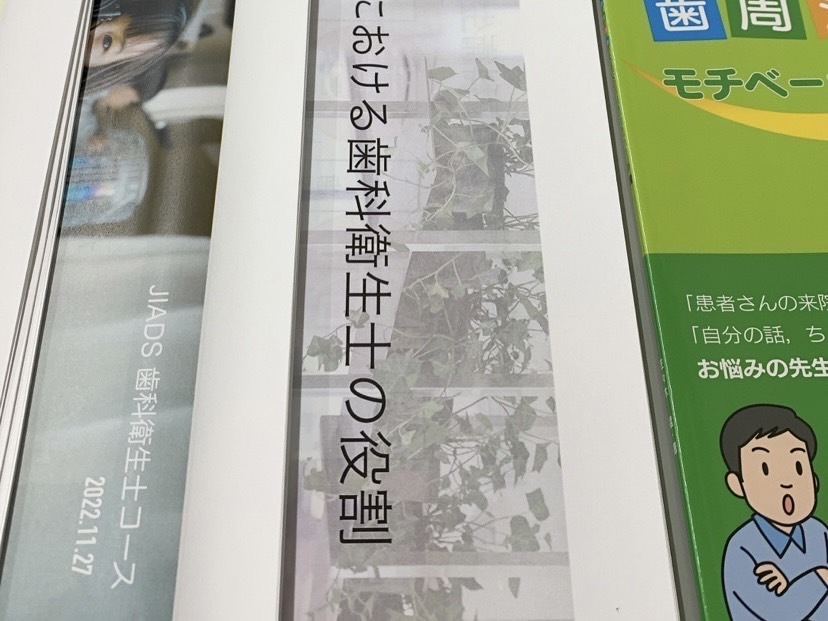 JIADS 歯科衛生士コース
2022.11.27
における歯科衛生士の役割
歯周
モチベー
「患者さんの来院
「自分の話，ち
お悩みの先生